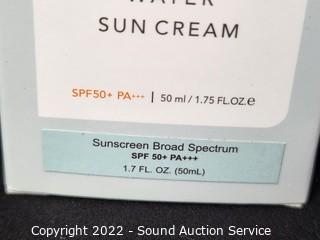 WATER
SUN CREAM
SPF50+ PA+++ | 50 ml / 1.75 FL.OZ.e
Sunscreen Broad Spectrum
SPF 50+ PA+++
1.7 FL. OZ. (50mL)
Copyright 2022 - Sound Auction Service